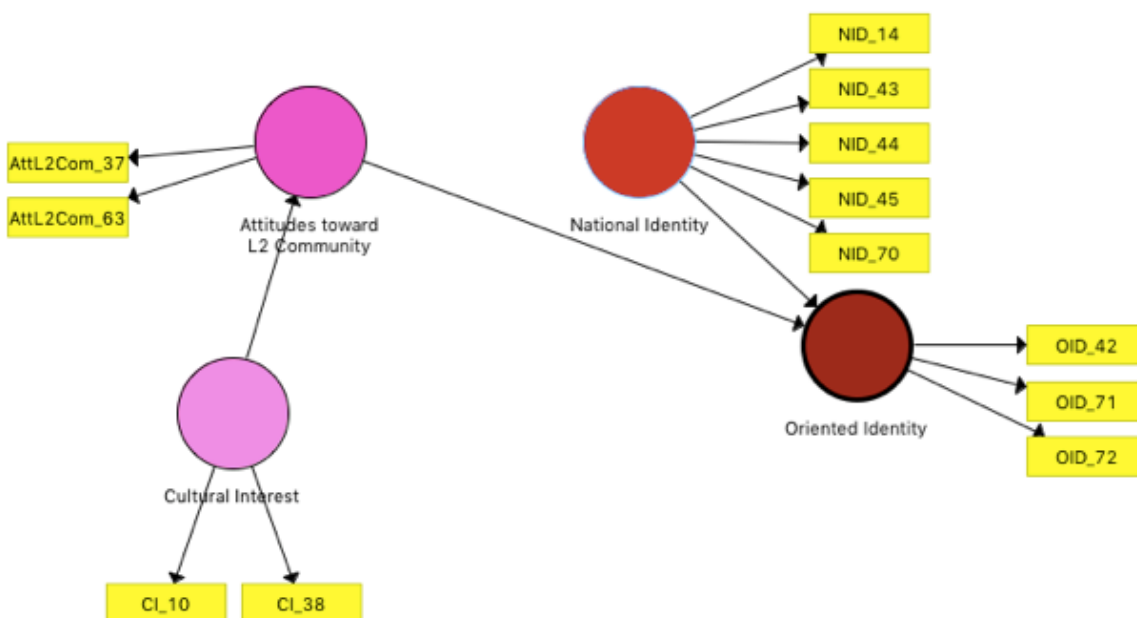 NID_14
NID_43
NID_44
NID_45
NID_70
AttL2Com_37
AttL2Com_63
Attitudes toward
L2 Community
National Identity
OID_42
OID_71
OID_72
Oriented Identity
Cultural Interest
CI_10
CI_38